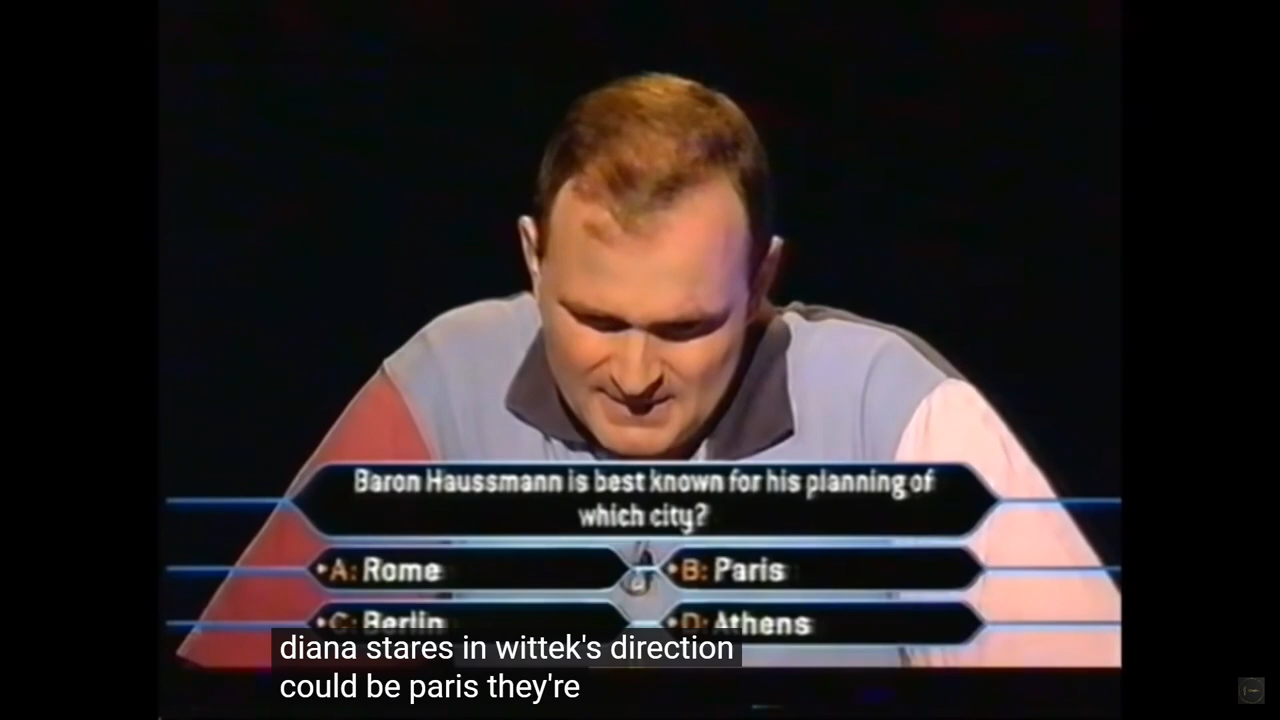 Baron Haussmann is best known for his planning of
which city?
A: Rome
B: Paris
C: Berlin
D: Athens
diana stares in wittek's direction
could be paris they're